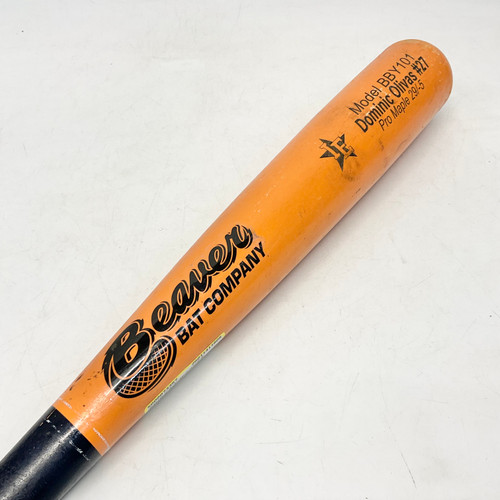 Model BBY101
Dominic Olivas #27
Pro Maple 29/-5
Beaver
BAT COMPANY